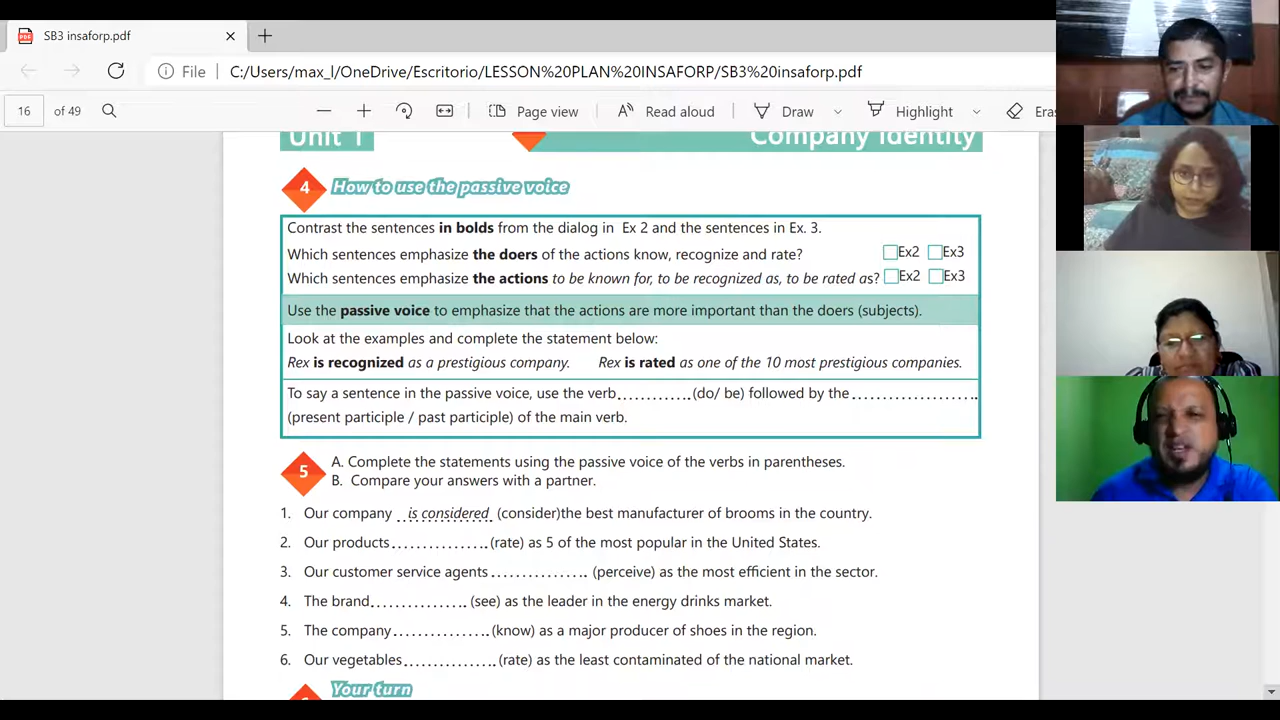 SB3 insaforp.pdf
File C:/Users/max_l/OneDrive/Escritorio/LESSON%20PLAN%20INSAFORP/SB3%20insaforp.pdf
16 of 49 Page view Read aloud Draw Highlight Eras
Unit 1 Company Identity
4 How to use the passive voice
Contrast the sentences in bolds from the dialog in Ex 2 and the sentences in Ex. 3.
Which sentences emphasize the doers of the actions know, recognize and rate? Ex2 Ex3
Which sentences emphasize the actions to be known for, to be recognized as, to be rated as? Ex2 Ex3
Use the passive voice to emphasize that the actions are more important than the doers (subjects).
Look at the examples and complete the statement below:
Rex is recognized as a prestigious company. Rex is rated as one of the 10 most prestigious companies.
To say a sentence in the passive voice, use the verb............. (do/ be) followed by the .....................
(present participle / past participle) of the main verb.
5 A. Complete the statements using the passive voice of the verbs in parentheses.
B. Compare your answers with a partner.
1. Our company ..is considered.. (consider)the best manufacturer of brooms in the country.
2. Our products................(rate) as 5 of the most popular in the United States.
3. Our customer service agents ................ (perceive) as the most efficient in the sector.
4. The brand................ (see) as the leader in the energy drinks market.
5. The company................(know) as a major producer of shoes in the region.
6. Our vegetables................(rate) as the least contaminated of the national market.
Your turn